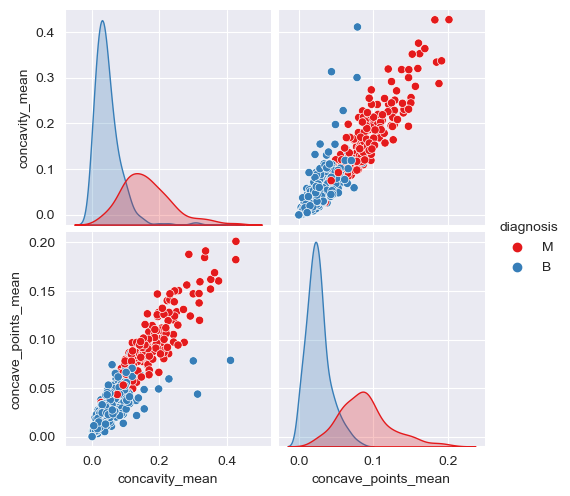 0.4
0.3
0.2
0.1
0.0
concavity_mean
diagnosis
M
B
0.20
0.15
0.10
0.05
0.00
concave_points_mean
0.0 0.2 0.4
concavity_mean
0.0 0.1 0.2
concave_points_mean